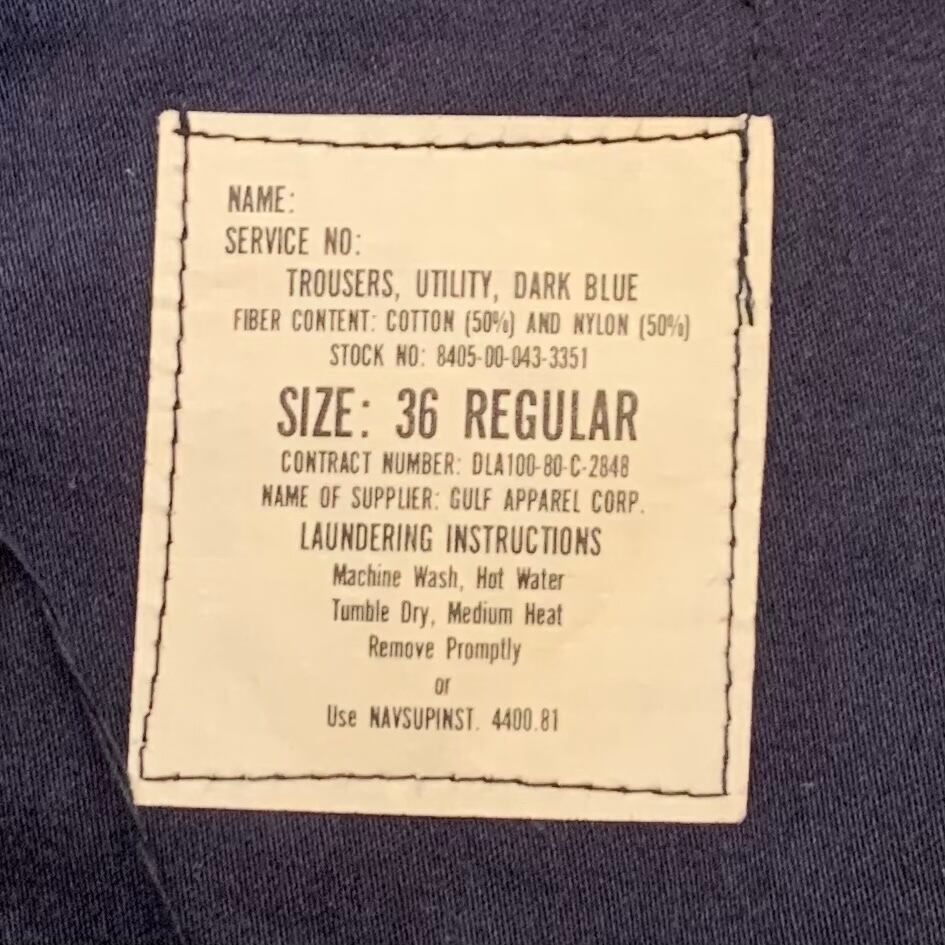 NAME:
SERVICE NO:
TROUSERS, UTILITY, DARK BLUE
FIBER CONTENT: COTTON (50%) AND NYLON (50%)
STOCK NO: 8405-00-043-3351
SIZE: 36 REGULAR
CONTRACT NUMBER: DLA100-80-C-2848
NAME OF SUPPLIER: GULF APPAREL CORP.
LAUNDERING INSTRUCTIONS
Machine Wash, Hot Water
Tumble Dry, Medium Heat
Remove Promptly
or
Use NAVSUPINST. 4400.81